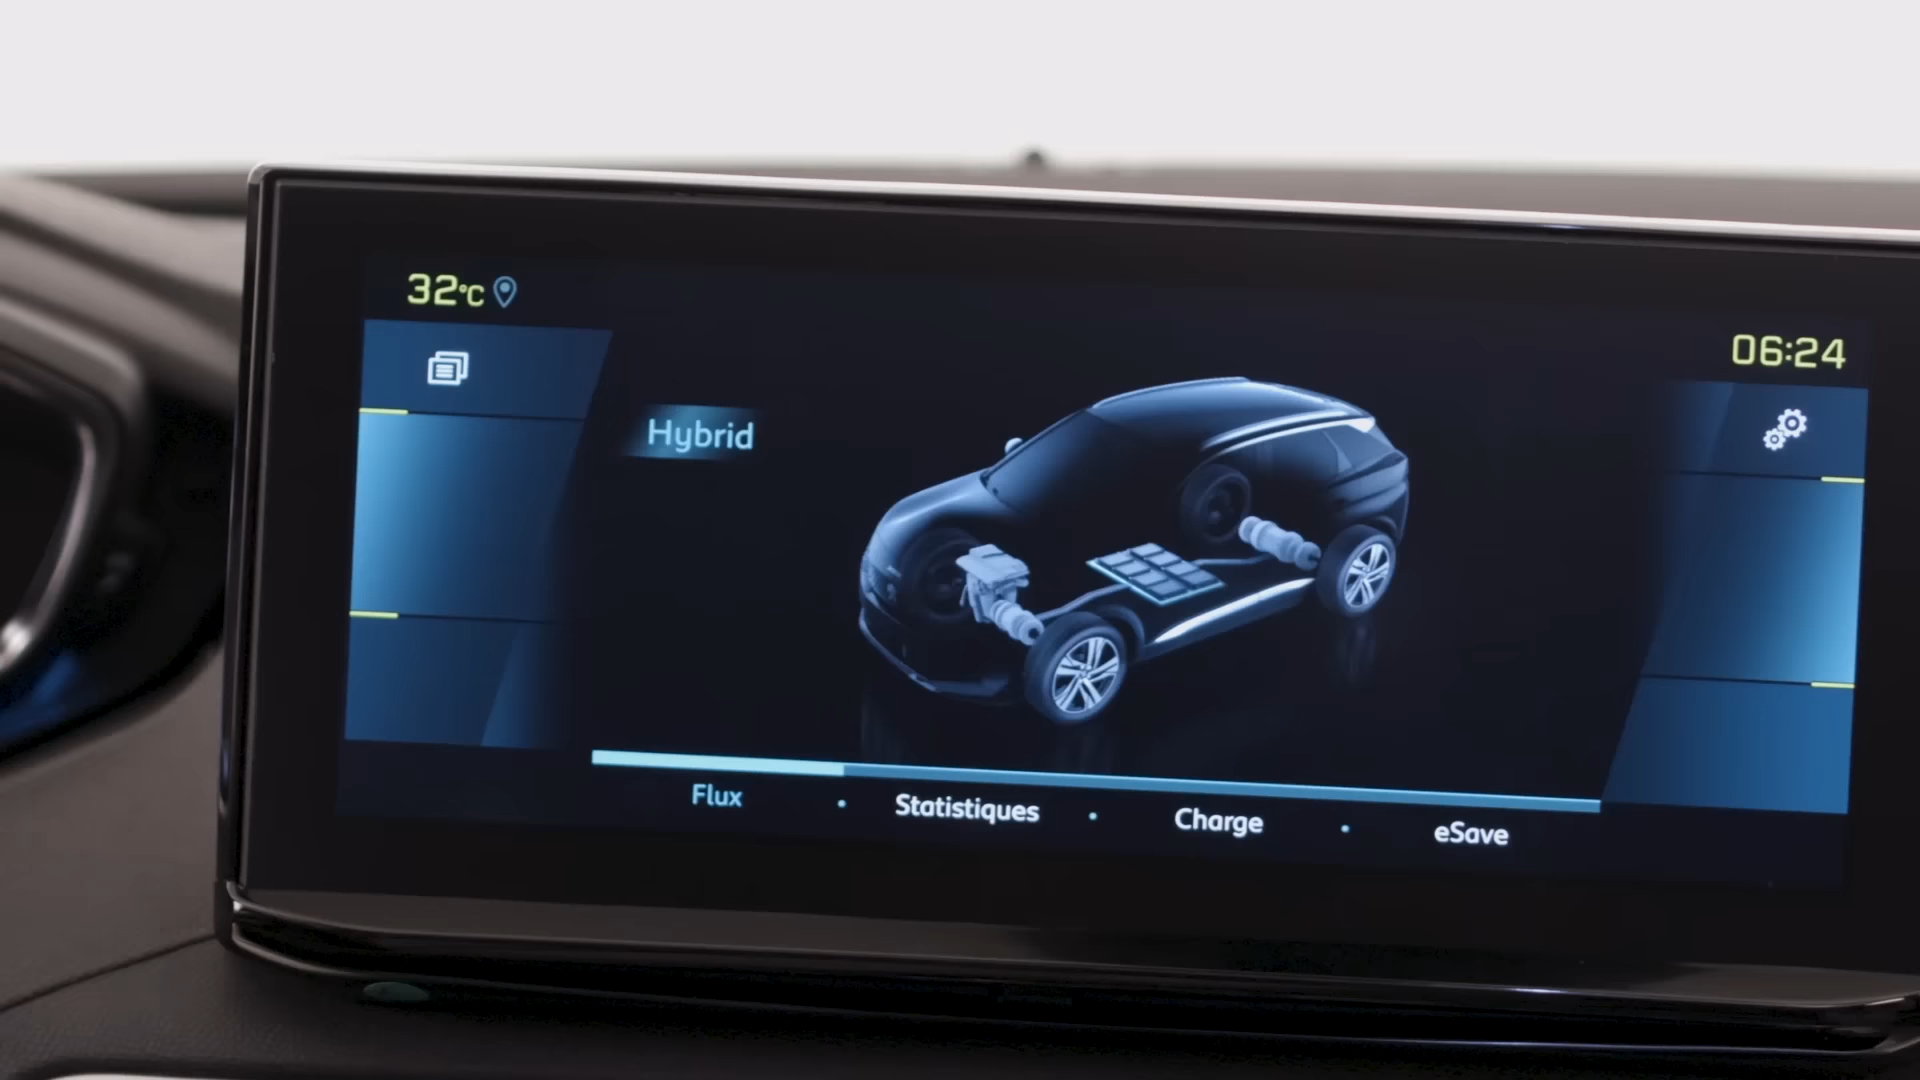 32°C
06:24
Hybrid
Flux • Statistiques • Charge • eSave